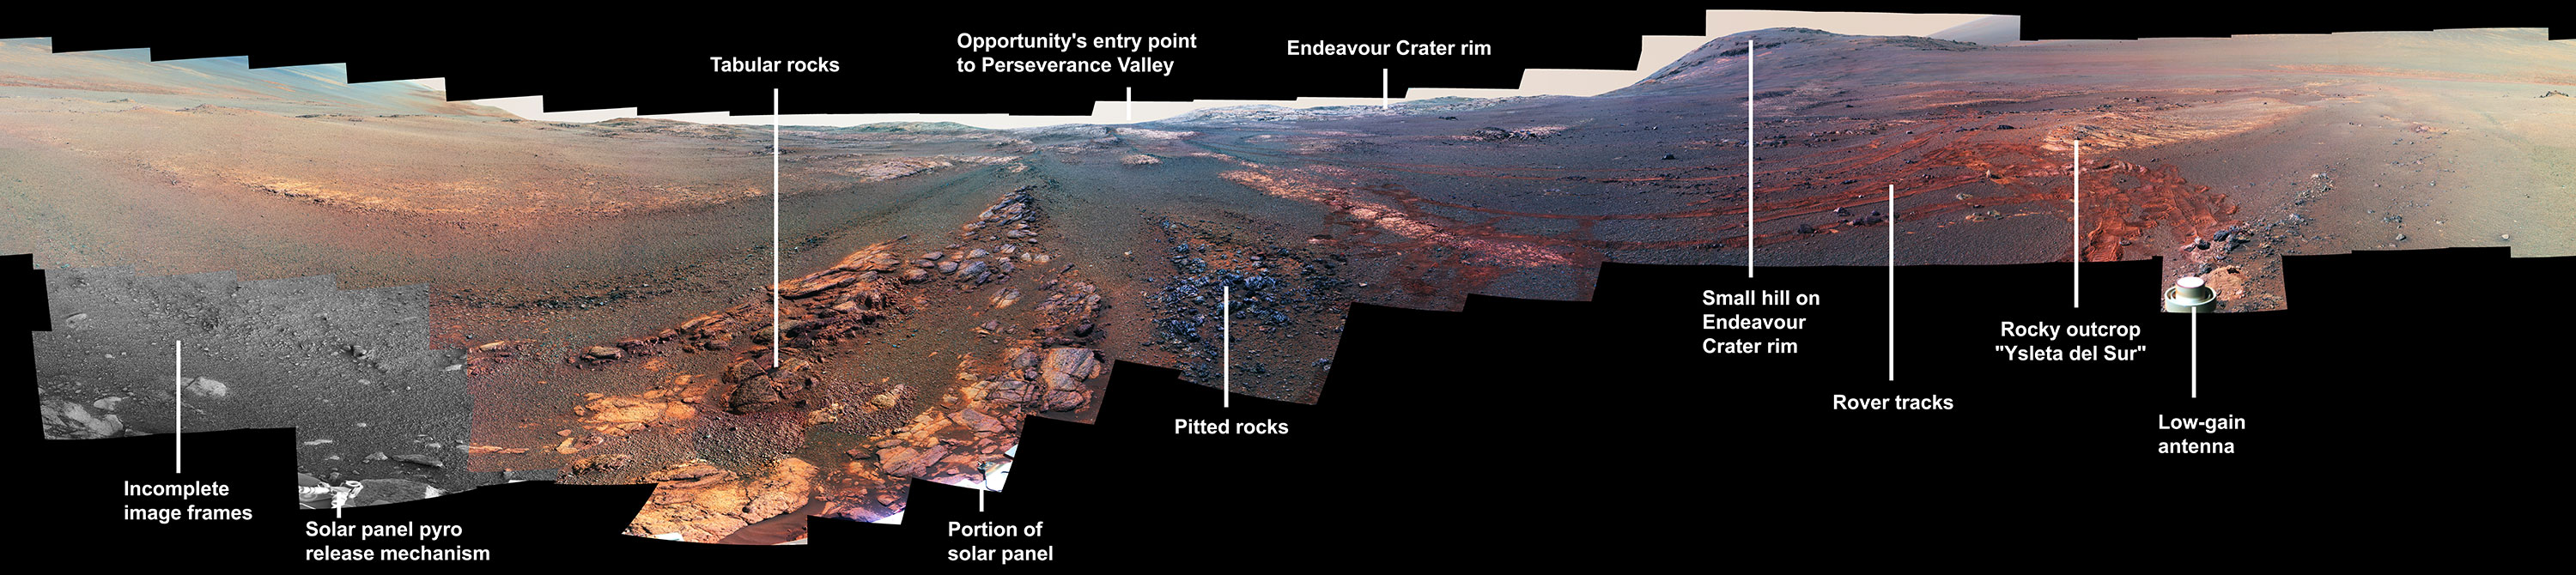 Tabular rocks
Opportunity's entry point
to Perseverance Valley
Endeavour Crater rim
Small hill on
Endeavour
Crater rim
Rocky outcrop
"Ysleta del Sur"
Rover tracks
Low-gain
antenna
Pitted rocks
Incomplete
image frames
Solar panel pyro
release mechanism
Portion of
solar panel